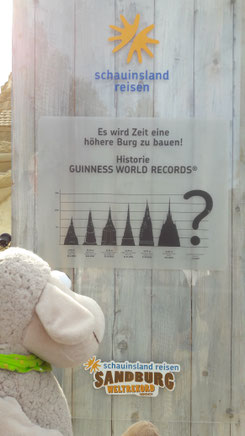 schauinsland
reisen
Es wird Zeit eine
höhere Burg zu bauen!
Historie
GUINNESS WORLD RECORDS®
?
schauinsland reisen
SANDBURG
WELTREKORD